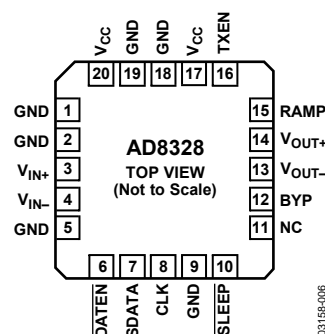 VCC
GND
GND
VCC
TXEN
20 19 18 17 16
GND 1
GND 2
VIN+ 3
VIN– 4
GND 5
AD8328
TOP VIEW
(Not to Scale)
15 RAMP
14 VOUT+
13 VOUT–
12 BYP
11 NC
6 7 8 9 10
DATEN
SDATA
CLK
GND
SLEEP
03158-006